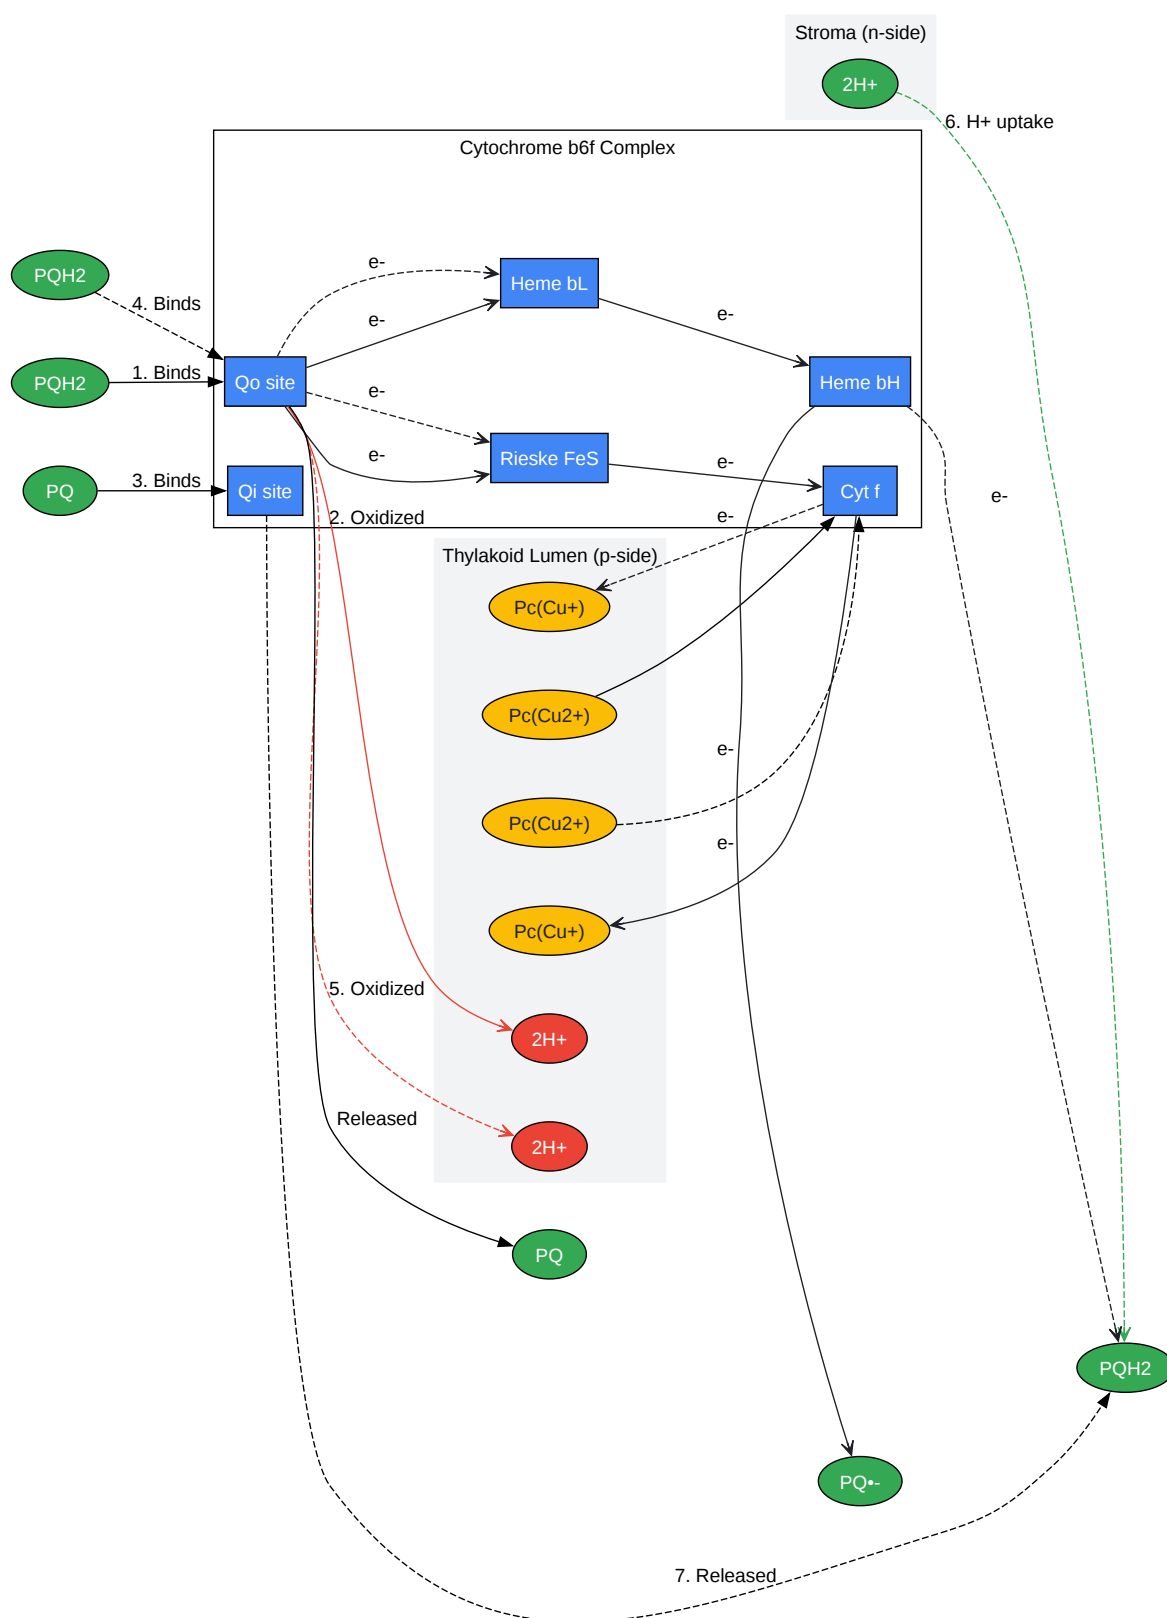 Stroma (n-side)
2H+
6. H+ uptake
Cytochrome b6f Complex
PQH2
4. Binds
e-
Heme bL
e-
e-
PQH2
1. Binds
Qo site
e-
Heme bH
Rieske FeS
e-
e-
PQ
3. Binds
Qi site
Cyt f
e-
2. Oxidized
e-
Thylakoid Lumen (p-side)
Pc(Cu+)
Pc(Cu2+)
e-
Pc(Cu2+)
e-
Pc(Cu+)
5. Oxidized
2H+
Released
2H+
PQ
PQH2
PQ•-
7. Released